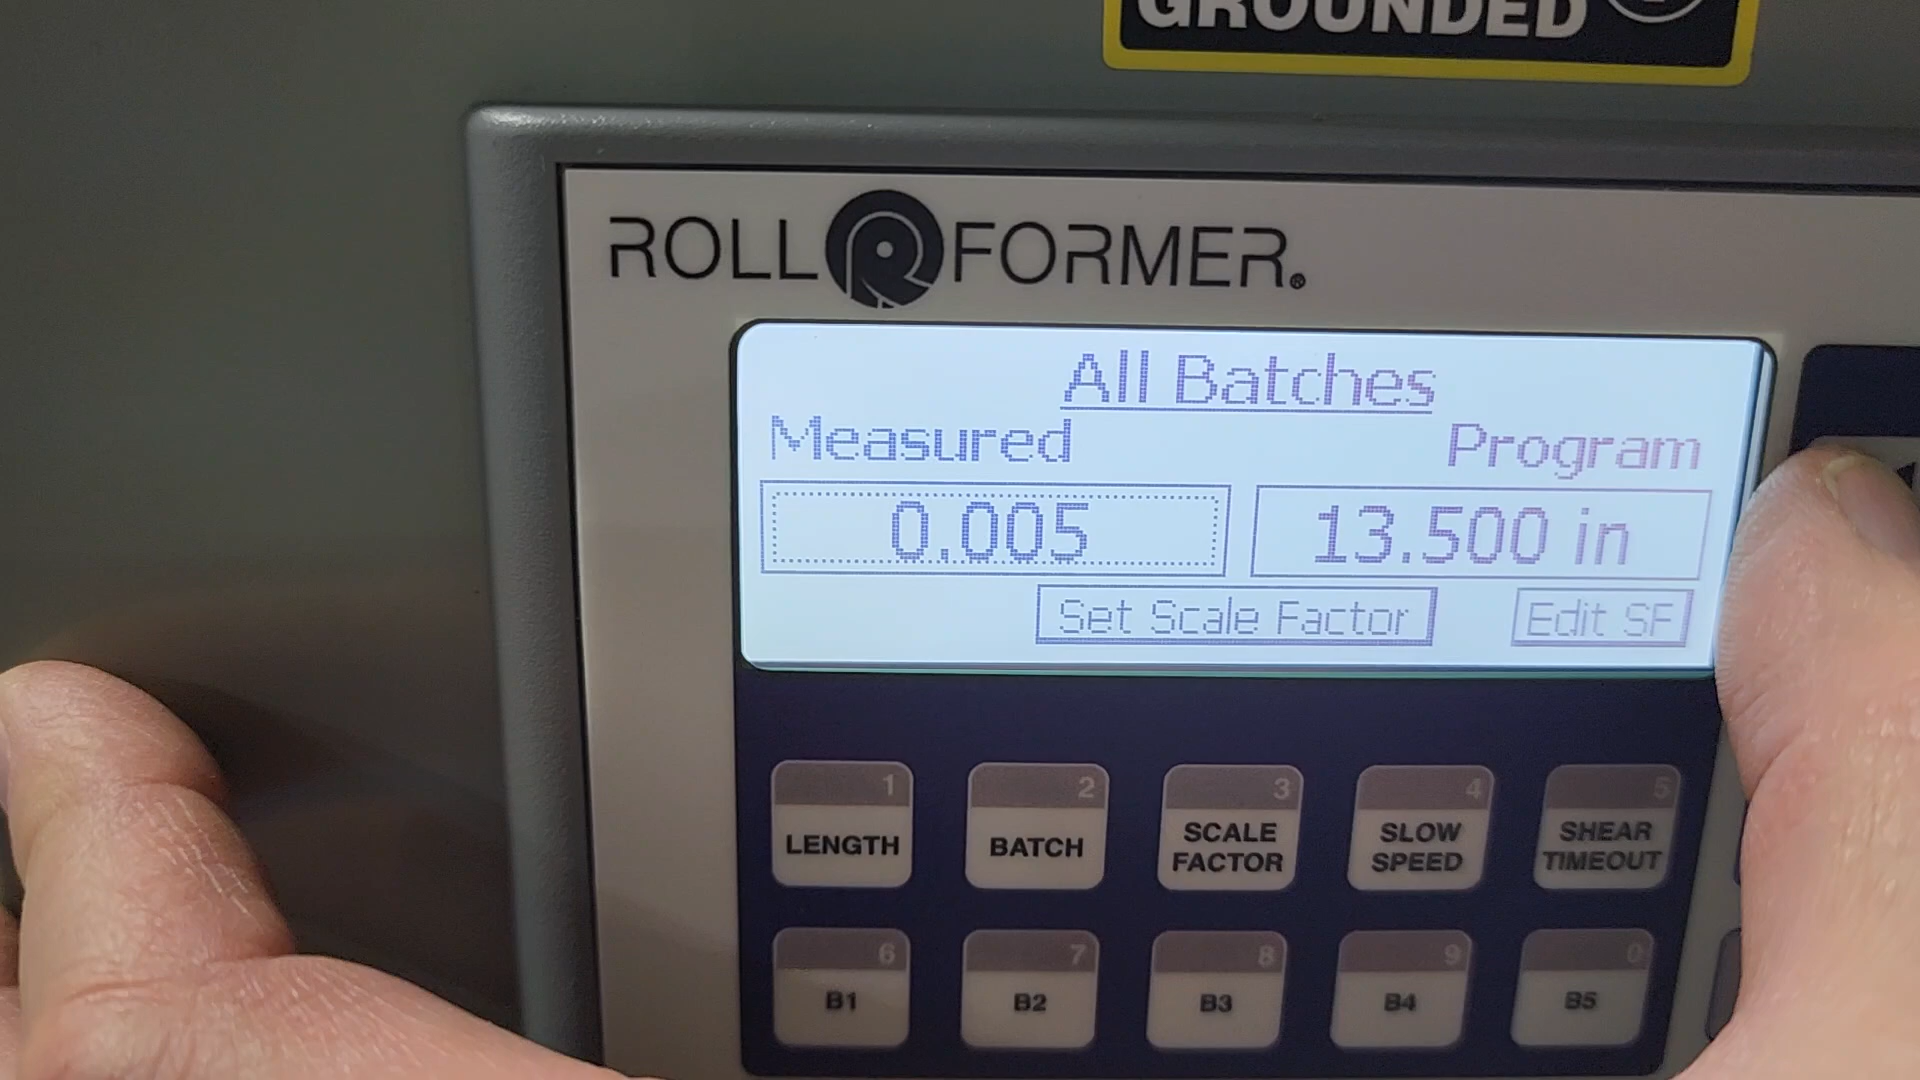 GROUNDED
ROLL FORMER®
All Batches
Measured Program
0.005 13.500 in
Set Scale Factor Edit SF
1 2 3 4 5
LENGTH BATCH SCALE FACTOR SLOW SPEED SHEAR TIMEOUT
6 7 8 9 0
B1 B2 B3 B4 B5